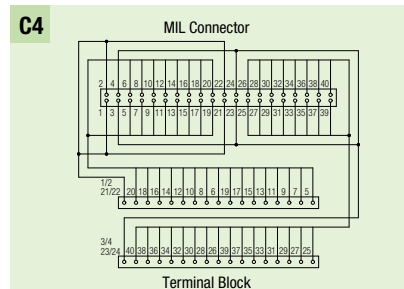 C4
MIL Connector
2 4 6 8 10 12 14 16 18 20 22 24 26 28 30 32 34 36 38 40
1 3 5 7 9 11 13 15 17 19 21 23 25 27 29 31 33 35 37 39
1/2
21/22 20 18 16 14 12 10 8 6 19 17 15 13 11 9 7 5
3/4
23/24 40 38 36 34 32 30 28 26 39 37 35 33 31 29 27 25
Terminal Block